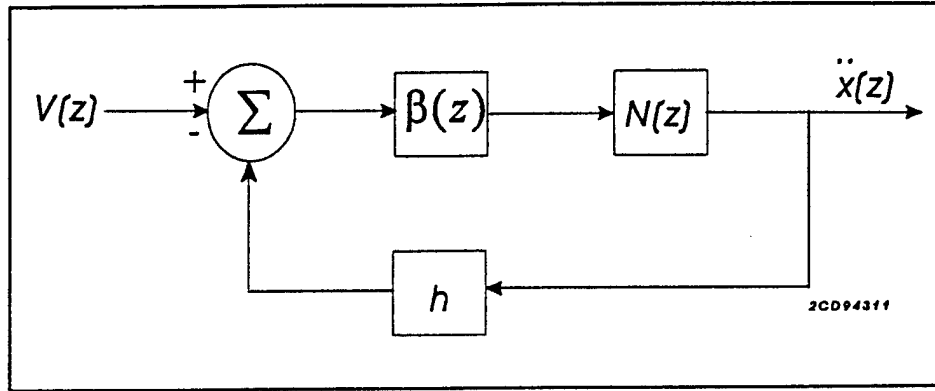 V(z)
+
-
Σ
β(z)
N(z)
ẍ(z)
h
2CD94311